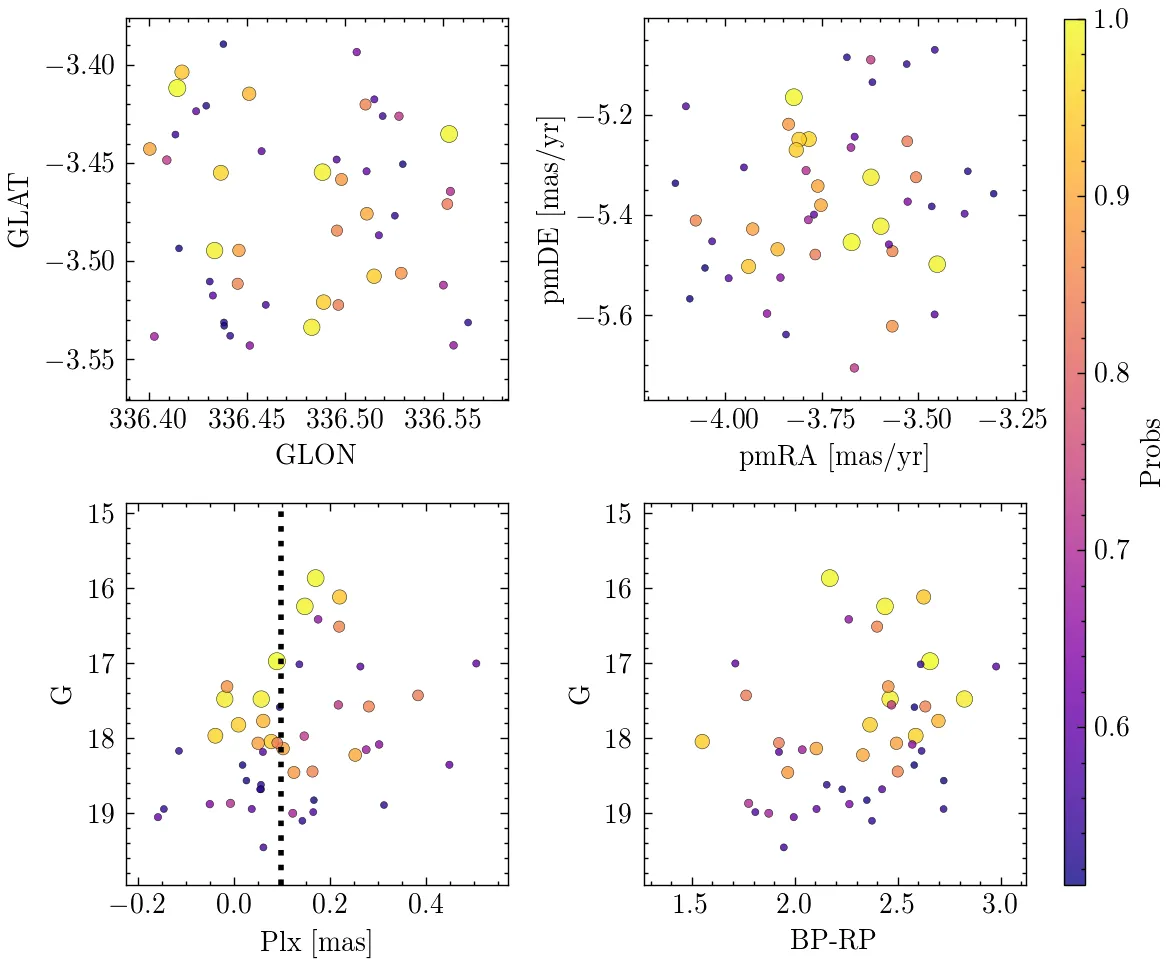 −3.40
−3.45
−3.50
−3.55
GLAT
336.40 336.45 336.50 336.55
GLON
−5.2
−5.4
−5.6
pmDE [mas/yr]
−4.00 −3.75 −3.50 −3.25
pmRA [mas/yr]
15
16
17
18
19
G
−0.2 0.0 0.2 0.4
Plx [mas]
15
16
17
18
19
G
1.5 2.0 2.5 3.0
BP-RP
1.0
0.9
0.8
0.7
0.6
Probs